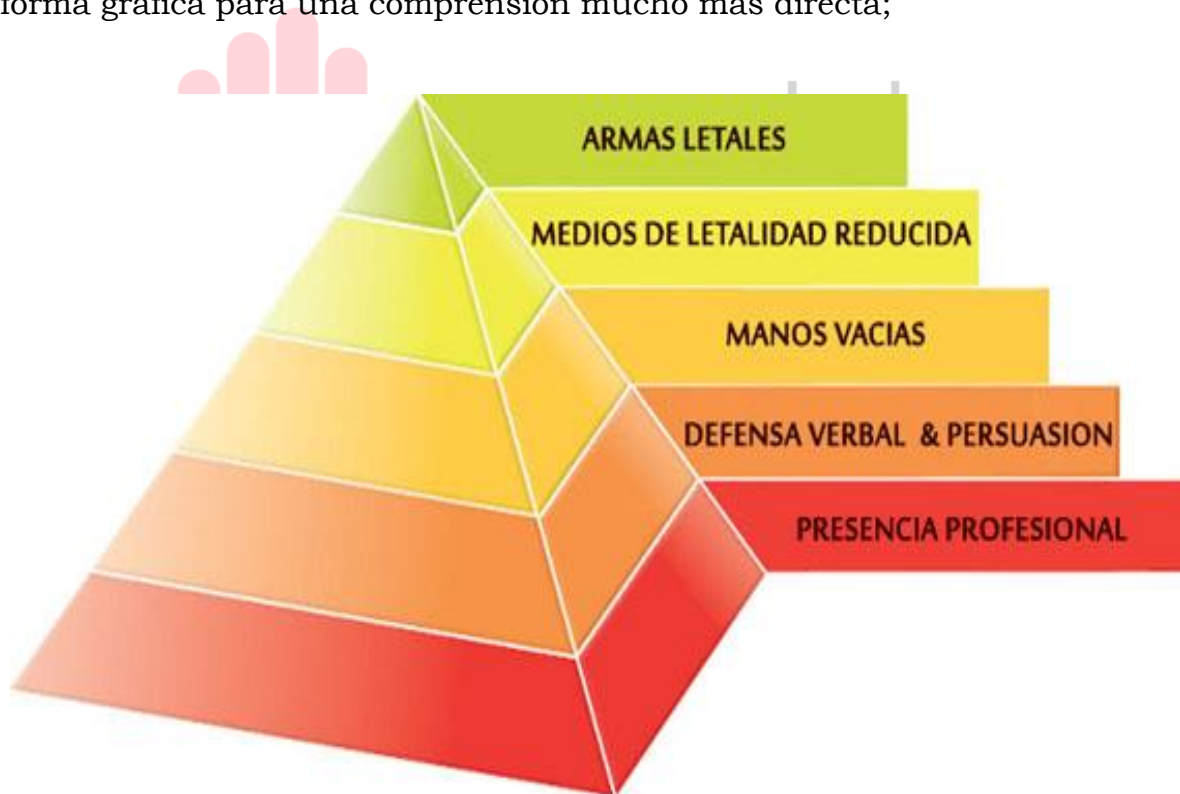 forma gráfica para una comprensión mucho más directa;
ARMAS LETALES
MEDIOS DE LETALIDAD REDUCIDA
MANOS VACIAS
DEFENSA VERBAL & PERSUASION
PRESENCIA PROFESIONAL